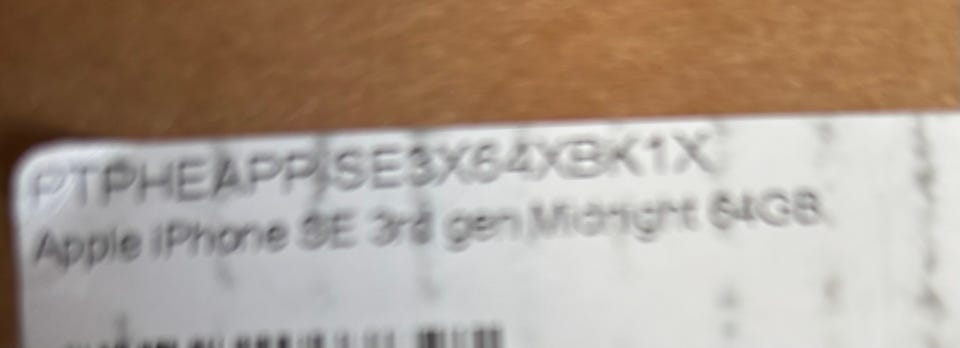 PTPHEAPPISE3X64XBK1X
Apple iPhone SE 3rd gen Midnight 64GB